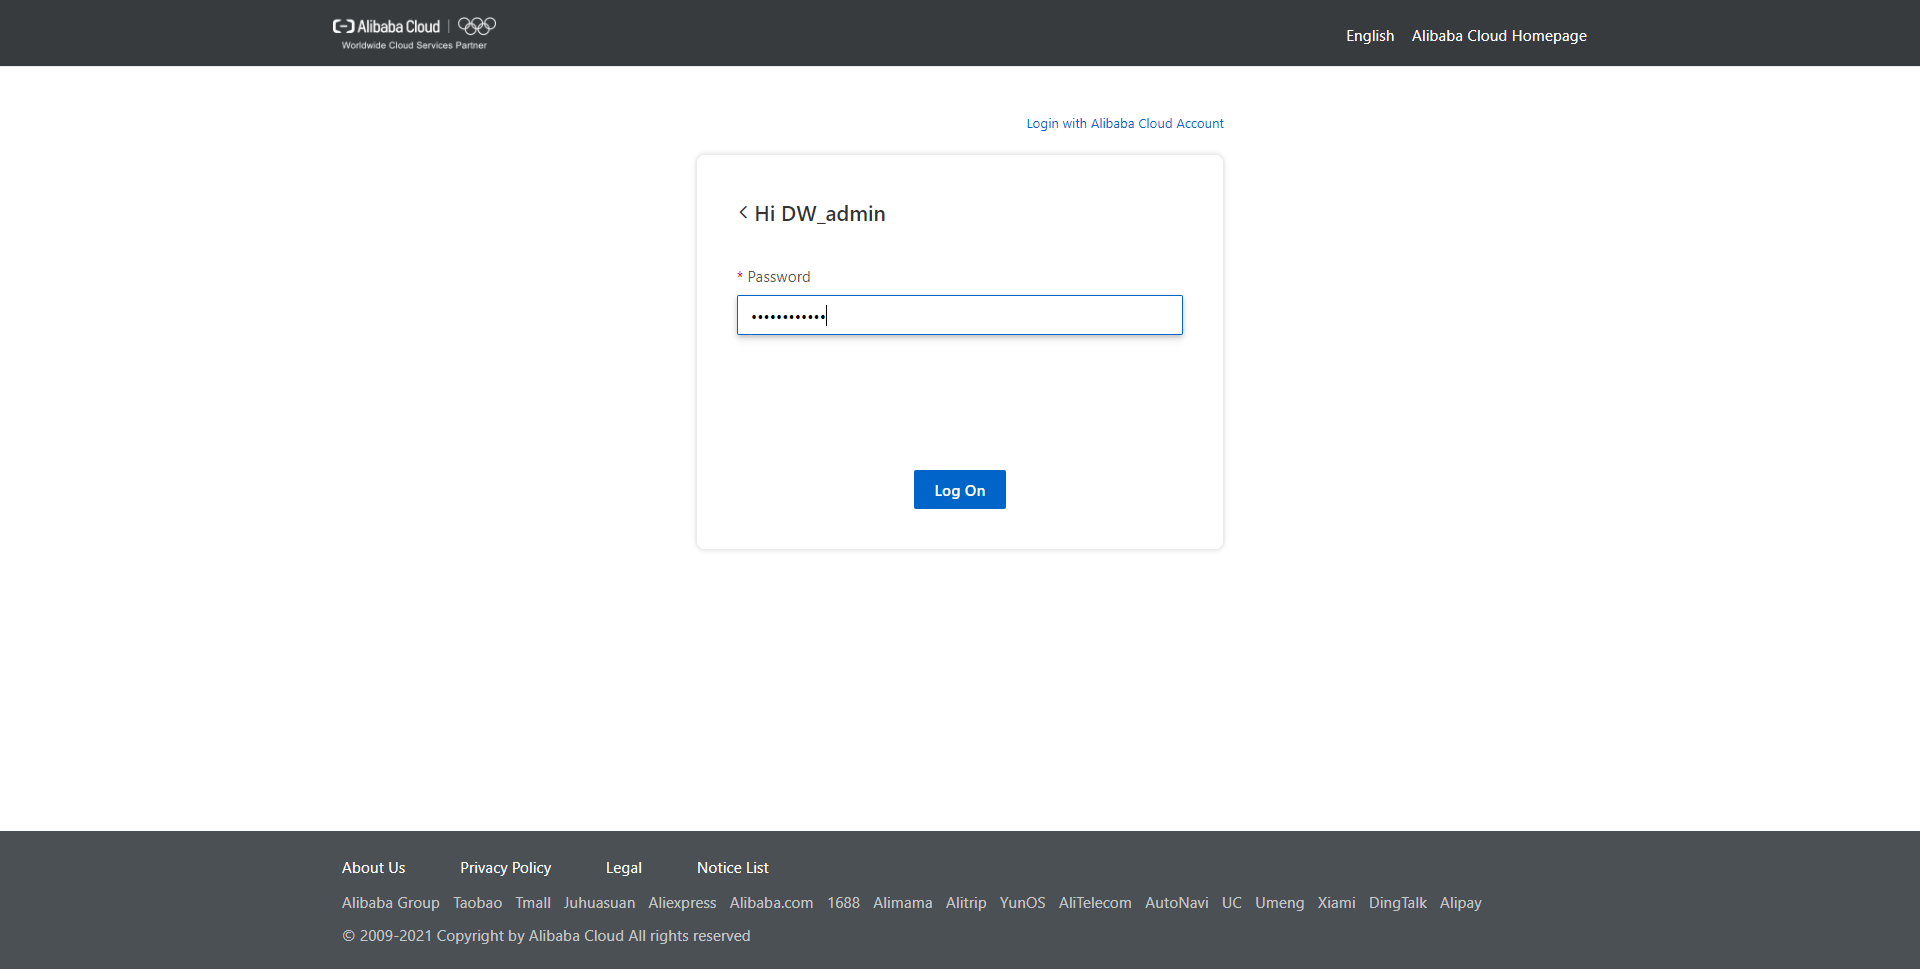 Alibaba Cloud
Worldwide Cloud Services Partner
English Alibaba Cloud Homepage
Login with Alibaba Cloud Account
Hi DW_admin
* Password
••••••••••••
Log On
About Us Privacy Policy Legal Notice List
Alibaba Group Taobao Tmall Juhuasuan Aliexpress Alibaba.com 1688 Alimama Alitrip YunOS AliTelecom AutoNavi UC Umeng Xiami DingTalk Alipay
© 2009-2021 Copyright by Alibaba Cloud All rights reserved